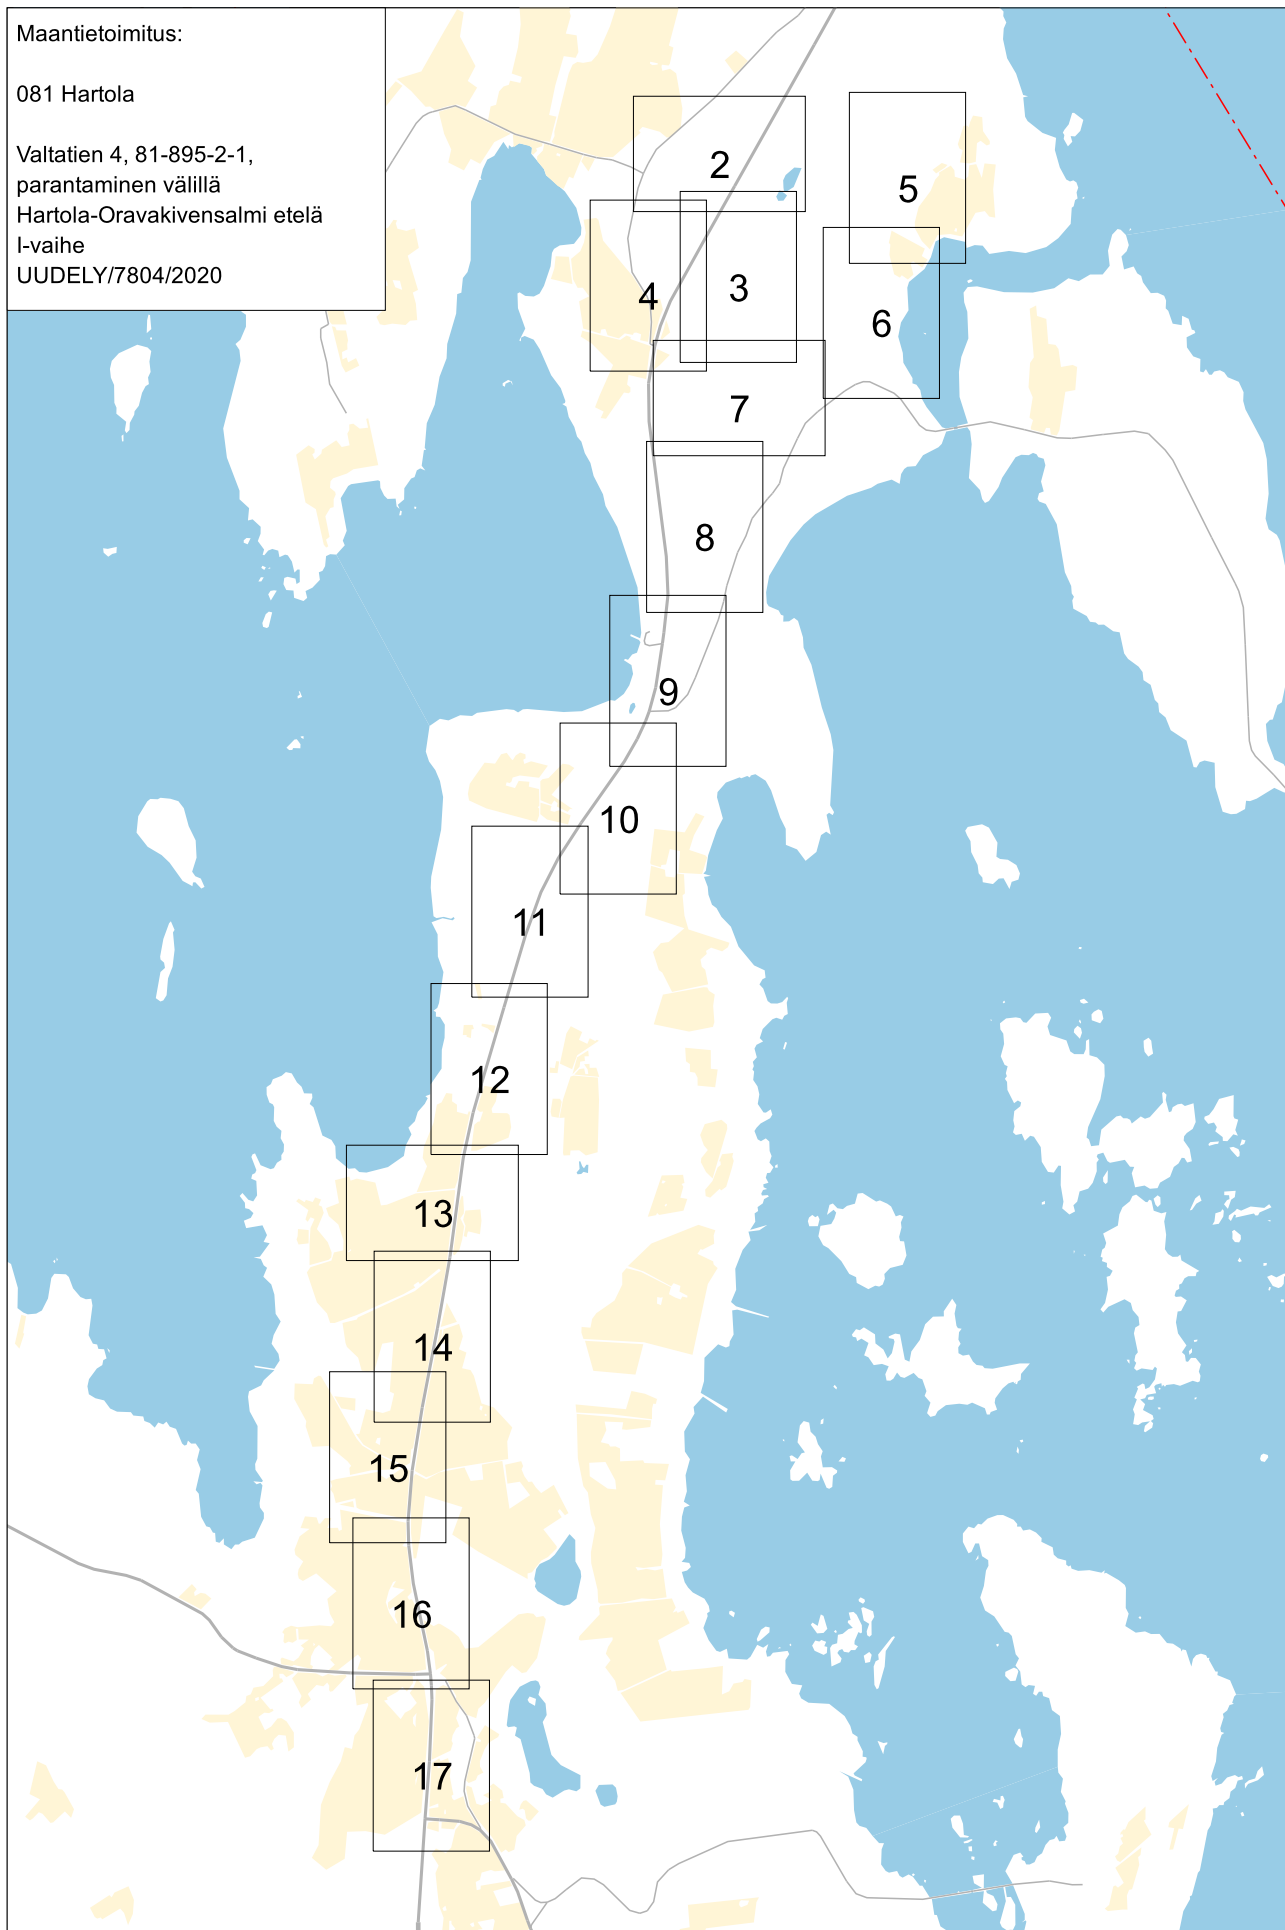 Maantietoimitus:
081 Hartola
Valtatien 4, 81-895-2-1,
parantaminen välillä
Hartola-Oravakivensalmi etelä
I-vaihe
UUDELY/7804/2020
2
5
3
4
6
7
8
9
10
11
12
13
14
15
16
17